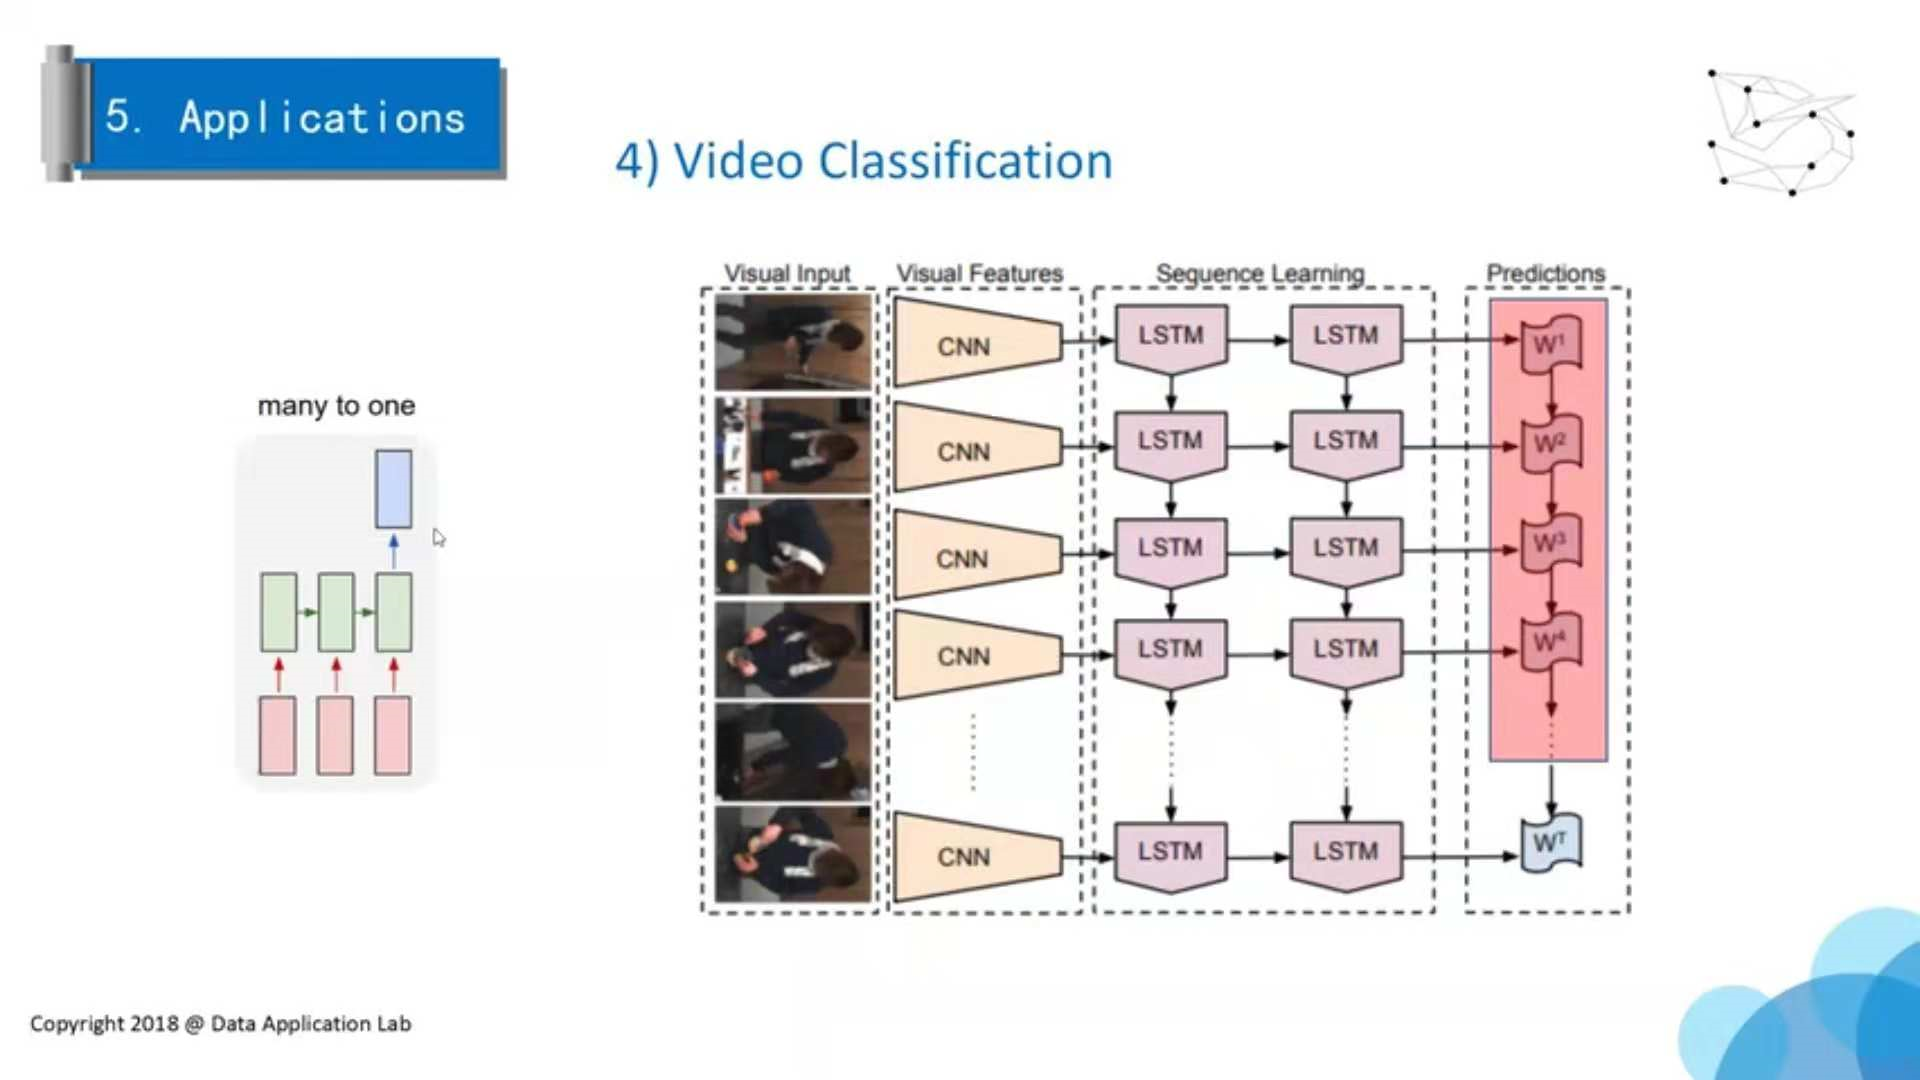 5. Applications
4) Video Classification
many to one
Visual Input Visual Features Sequence Learning Predictions
CNN LSTM LSTM W¹
CNN LSTM LSTM W²
CNN LSTM LSTM W³
CNN LSTM LSTM W⁴
CNN LSTM LSTM Wᵀ
Copyright 2018 @ Data Application Lab